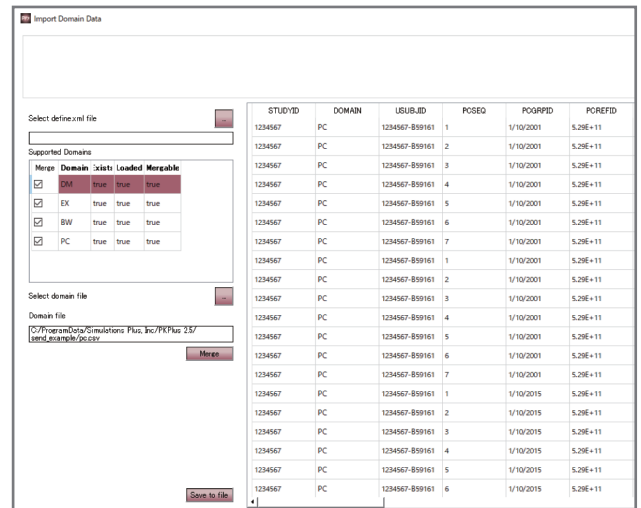 Import Domain Data
Select define.xml file
...
Supported Domains
Merge Domain Exists Loaded Mergable
DM true true true
EX true true true
BW true true true
PC true true true
Select domain file
...
Domain file
C:/ProgramData/Simulations Plus, Inc/PKPlus 2.5/
send_example/pc.csv
Merge
Save to file
STUDYID DOMAIN USUBJID PCSEQ PCGRPID PCREFID
1234567 PC 1234567-B59161 1 1/10/2001 5.29E+11
1234567 PC 1234567-B59161 2 1/10/2001 5.29E+11
1234567 PC 1234567-B59161 3 1/10/2001 5.29E+11
1234567 PC 1234567-B59161 4 1/10/2001 5.29E+11
1234567 PC 1234567-B59161 5 1/10/2001 5.29E+11
1234567 PC 1234567-B59161 6 1/10/2001 5.29E+11
1234567 PC 1234567-B59161 7 1/10/2001 5.29E+11
1234567 PC 1234567-B59161 1 1/10/2001 5.29E+11
1234567 PC 1234567-B59161 2 1/10/2001 5.29E+11
1234567 PC 1234567-B59161 3 1/10/2001 5.29E+11
1234567 PC 1234567-B59161 4 1/10/2001 5.29E+11
1234567 PC 1234567-B59161 5 1/10/2001 5.29E+11
1234567 PC 1234567-B59161 6 1/10/2001 5.29E+11
1234567 PC 1234567-B59161 7 1/10/2001 5.29E+11
1234567 PC 1234567-B59161 1 1/10/2015 5.29E+11
1234567 PC 1234567-B59161 2 1/10/2015 5.29E+11
1234567 PC 1234567-B59161 3 1/10/2015 5.29E+11
1234567 PC 1234567-B59161 4 1/10/2015 5.29E+11
1234567 PC 1234567-B59161 5 1/10/2015 5.29E+11
1234567 PC 1234567-B59161 6 1/10/2015 5.29E+11